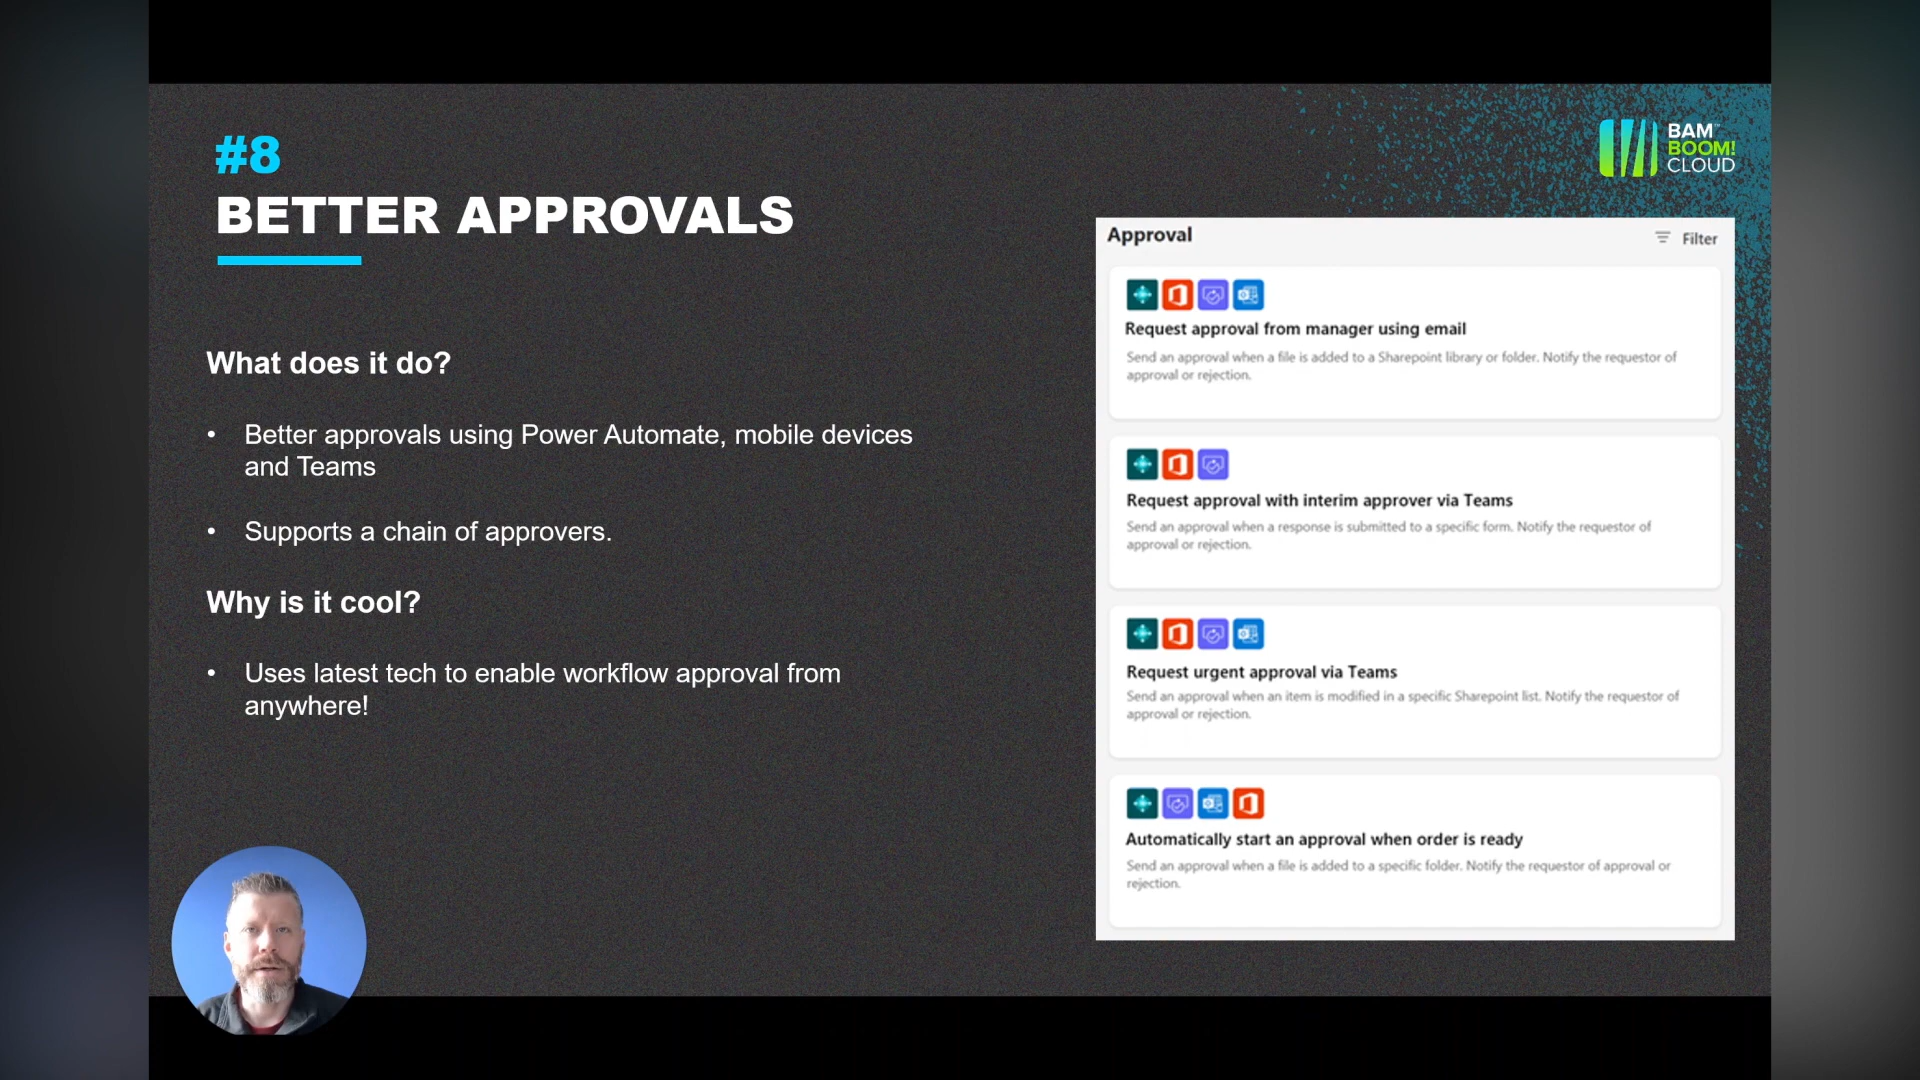 #8
BETTER APPROVALS
BAM™
BOOM!
CLOUD
What does it do?
• Better approvals using Power Automate, mobile devices
and Teams
• Supports a chain of approvers.
Why is it cool?
• Uses latest tech to enable workflow approval from
anywhere!
Approval
Filter
Request approval from manager using email
Send an approval when a file is added to a Sharepoint library or folder. Notify the requestor of
approval or rejection.
Request approval with interim approver via Teams
Send an approval when a response is submitted to a specific form. Notify the requestor of
approval or rejection.
Request urgent approval via Teams
Send an approval when an item is modified in a specific Sharepoint list. Notify the requestor of
approval or rejection.
Automatically start an approval when order is ready
Send an approval when a file is added to a specific folder. Notify the requestor of approval or
rejection.